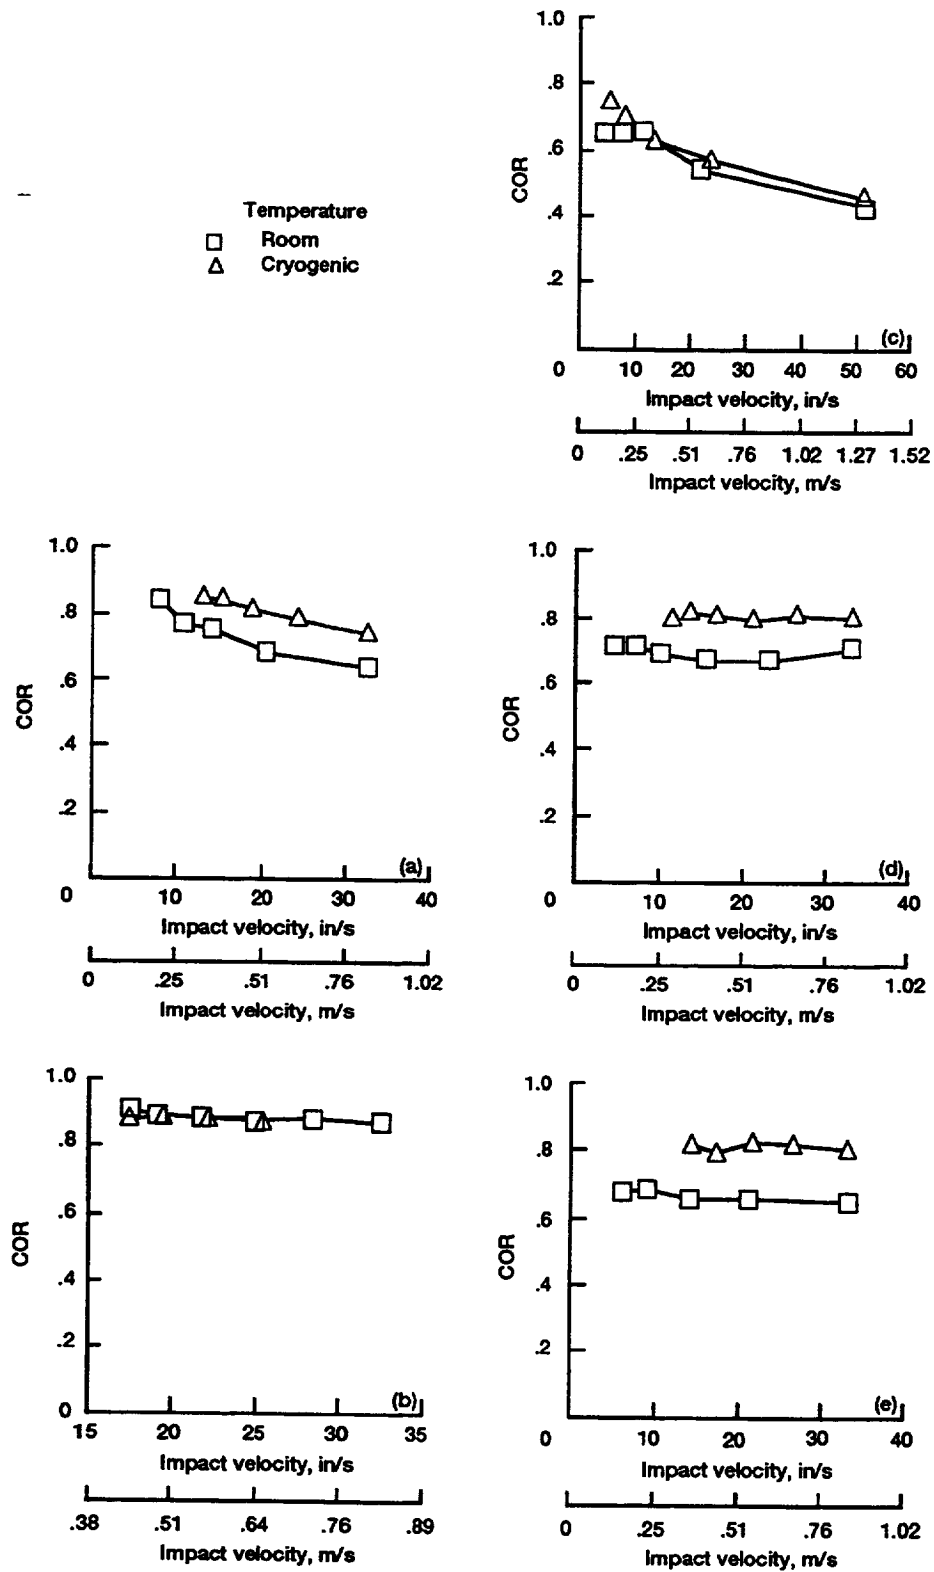 Temperature
Room
Cryogenic
1.0
.8
.6
.4
.2
COR
(c)
0 10 20 30 40 50 60
Impact velocity, in/s
0 .25 .51 .76 1.02 1.27 1.52
Impact velocity, m/s
1.0
.8
.6
.4
.2
COR
(a)
0 10 20 30 40
Impact velocity, in/s
0 .25 .51 .76 1.02
Impact velocity, m/s
1.0
.8
.6
.4
.2
COR
(d)
0 10 20 30 40
Impact velocity, in/s
0 .25 .51 .76 1.02
Impact velocity, m/s
1.0
.8
.6
.4
.2
0
COR
(b)
15 20 25 30 35
Impact velocity, in/s
.38 .51 .64 .76 .89
Impact velocity, m/s
1.0
.8
.6
.4
.2
COR
(e)
0 10 20 30 40
Impact velocity, in/s
0 .25 .51 .76 1.02
Impact velocity, m/s